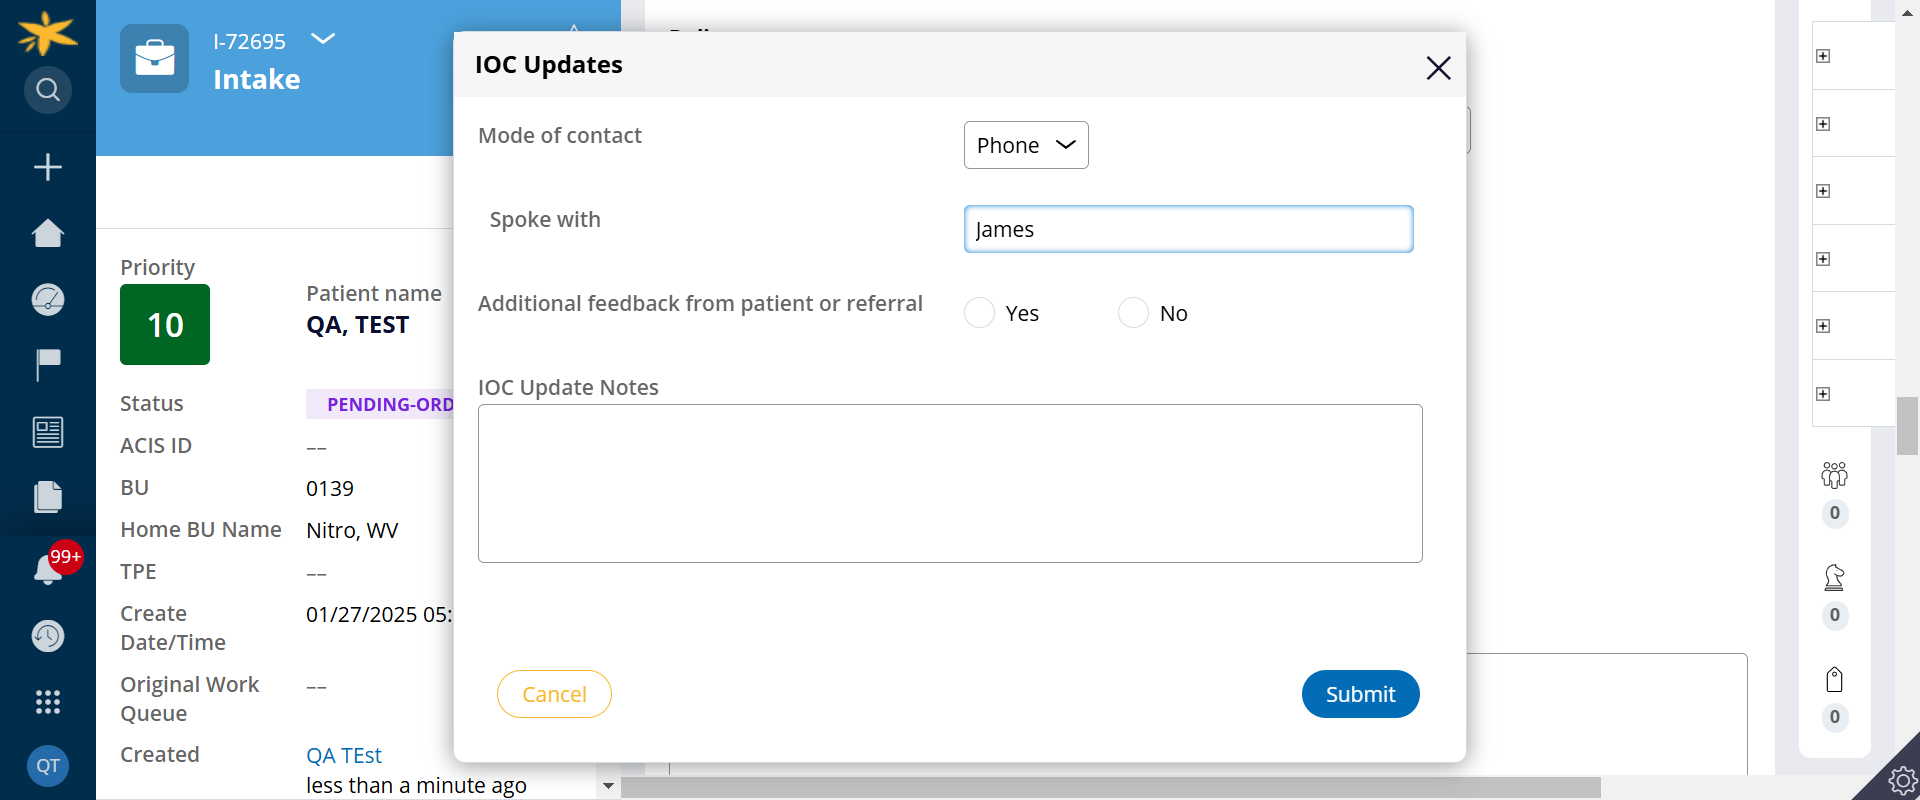 I-72695
Intake
Priority
10
Patient name
QA, TEST
Status
PENDING-ORD
ACIS ID
––
BU
0139
Home BU Name
Nitro, WV
TPE
––
Create
Date/Time
01/27/2025 05:
Original Work
Queue
––
Created
QA TEst
less than a minute ago
99+
QT
IOC Updates
Mode of contact
Phone
Spoke with
James
Additional feedback from patient or referral
Yes
No
IOC Update Notes
Cancel
Submit
0
0
0